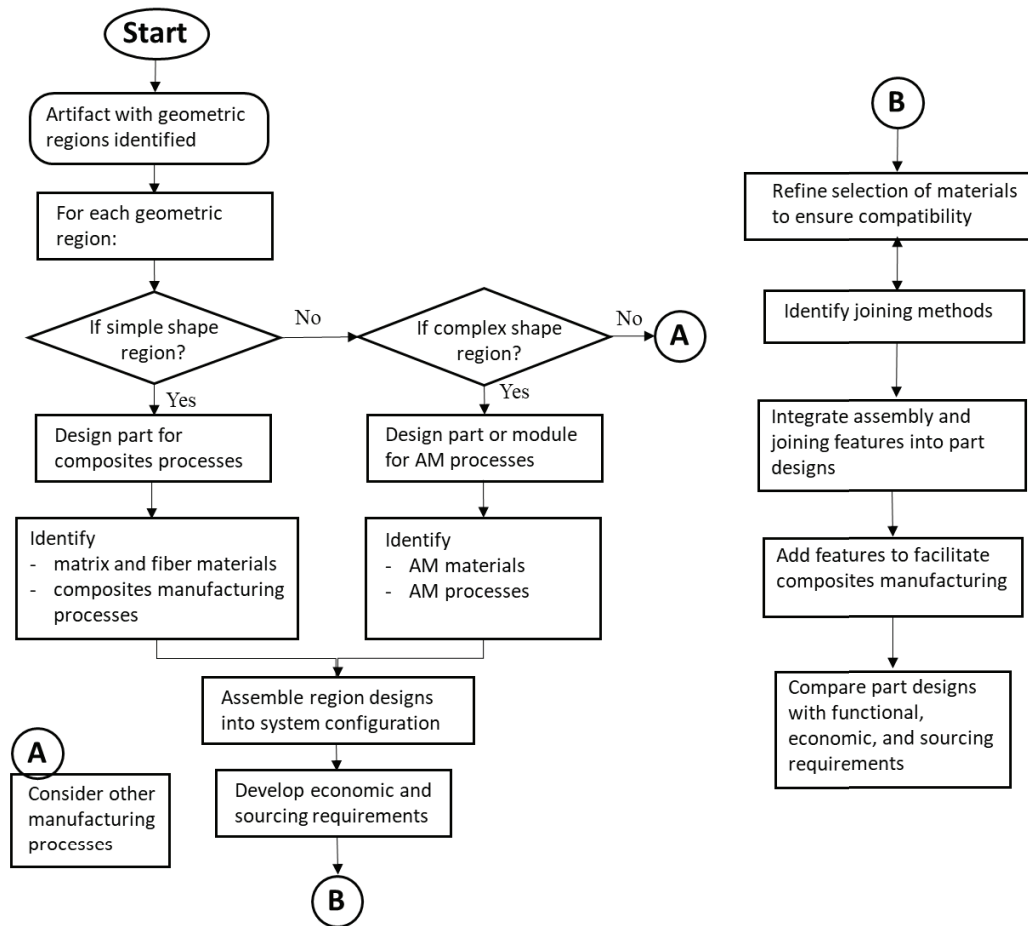 Start
Artifact with geometric
regions identified
For each geometric
region:
If simple shape
region?
No
If complex shape
region?
No
A
Yes
Yes
Design part for
composites processes
Design part or module
for AM processes
Identify
- matrix and fiber materials
- composites manufacturing
processes
Identify
- AM materials
- AM processes
Assemble region designs
into system configuration
Develop economic and
sourcing requirements
B
A
Consider other
manufacturing
processes
B
Refine selection of materials
to ensure compatibility
Identify joining methods
Integrate assembly and
joining features into part
designs
Add features to facilitate
composites manufacturing
Compare part designs
with functional,
economic, and sourcing
requirements